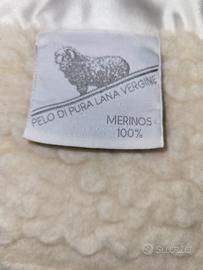 PELO DI PURA LANA VERGINE
MERINOS
100%